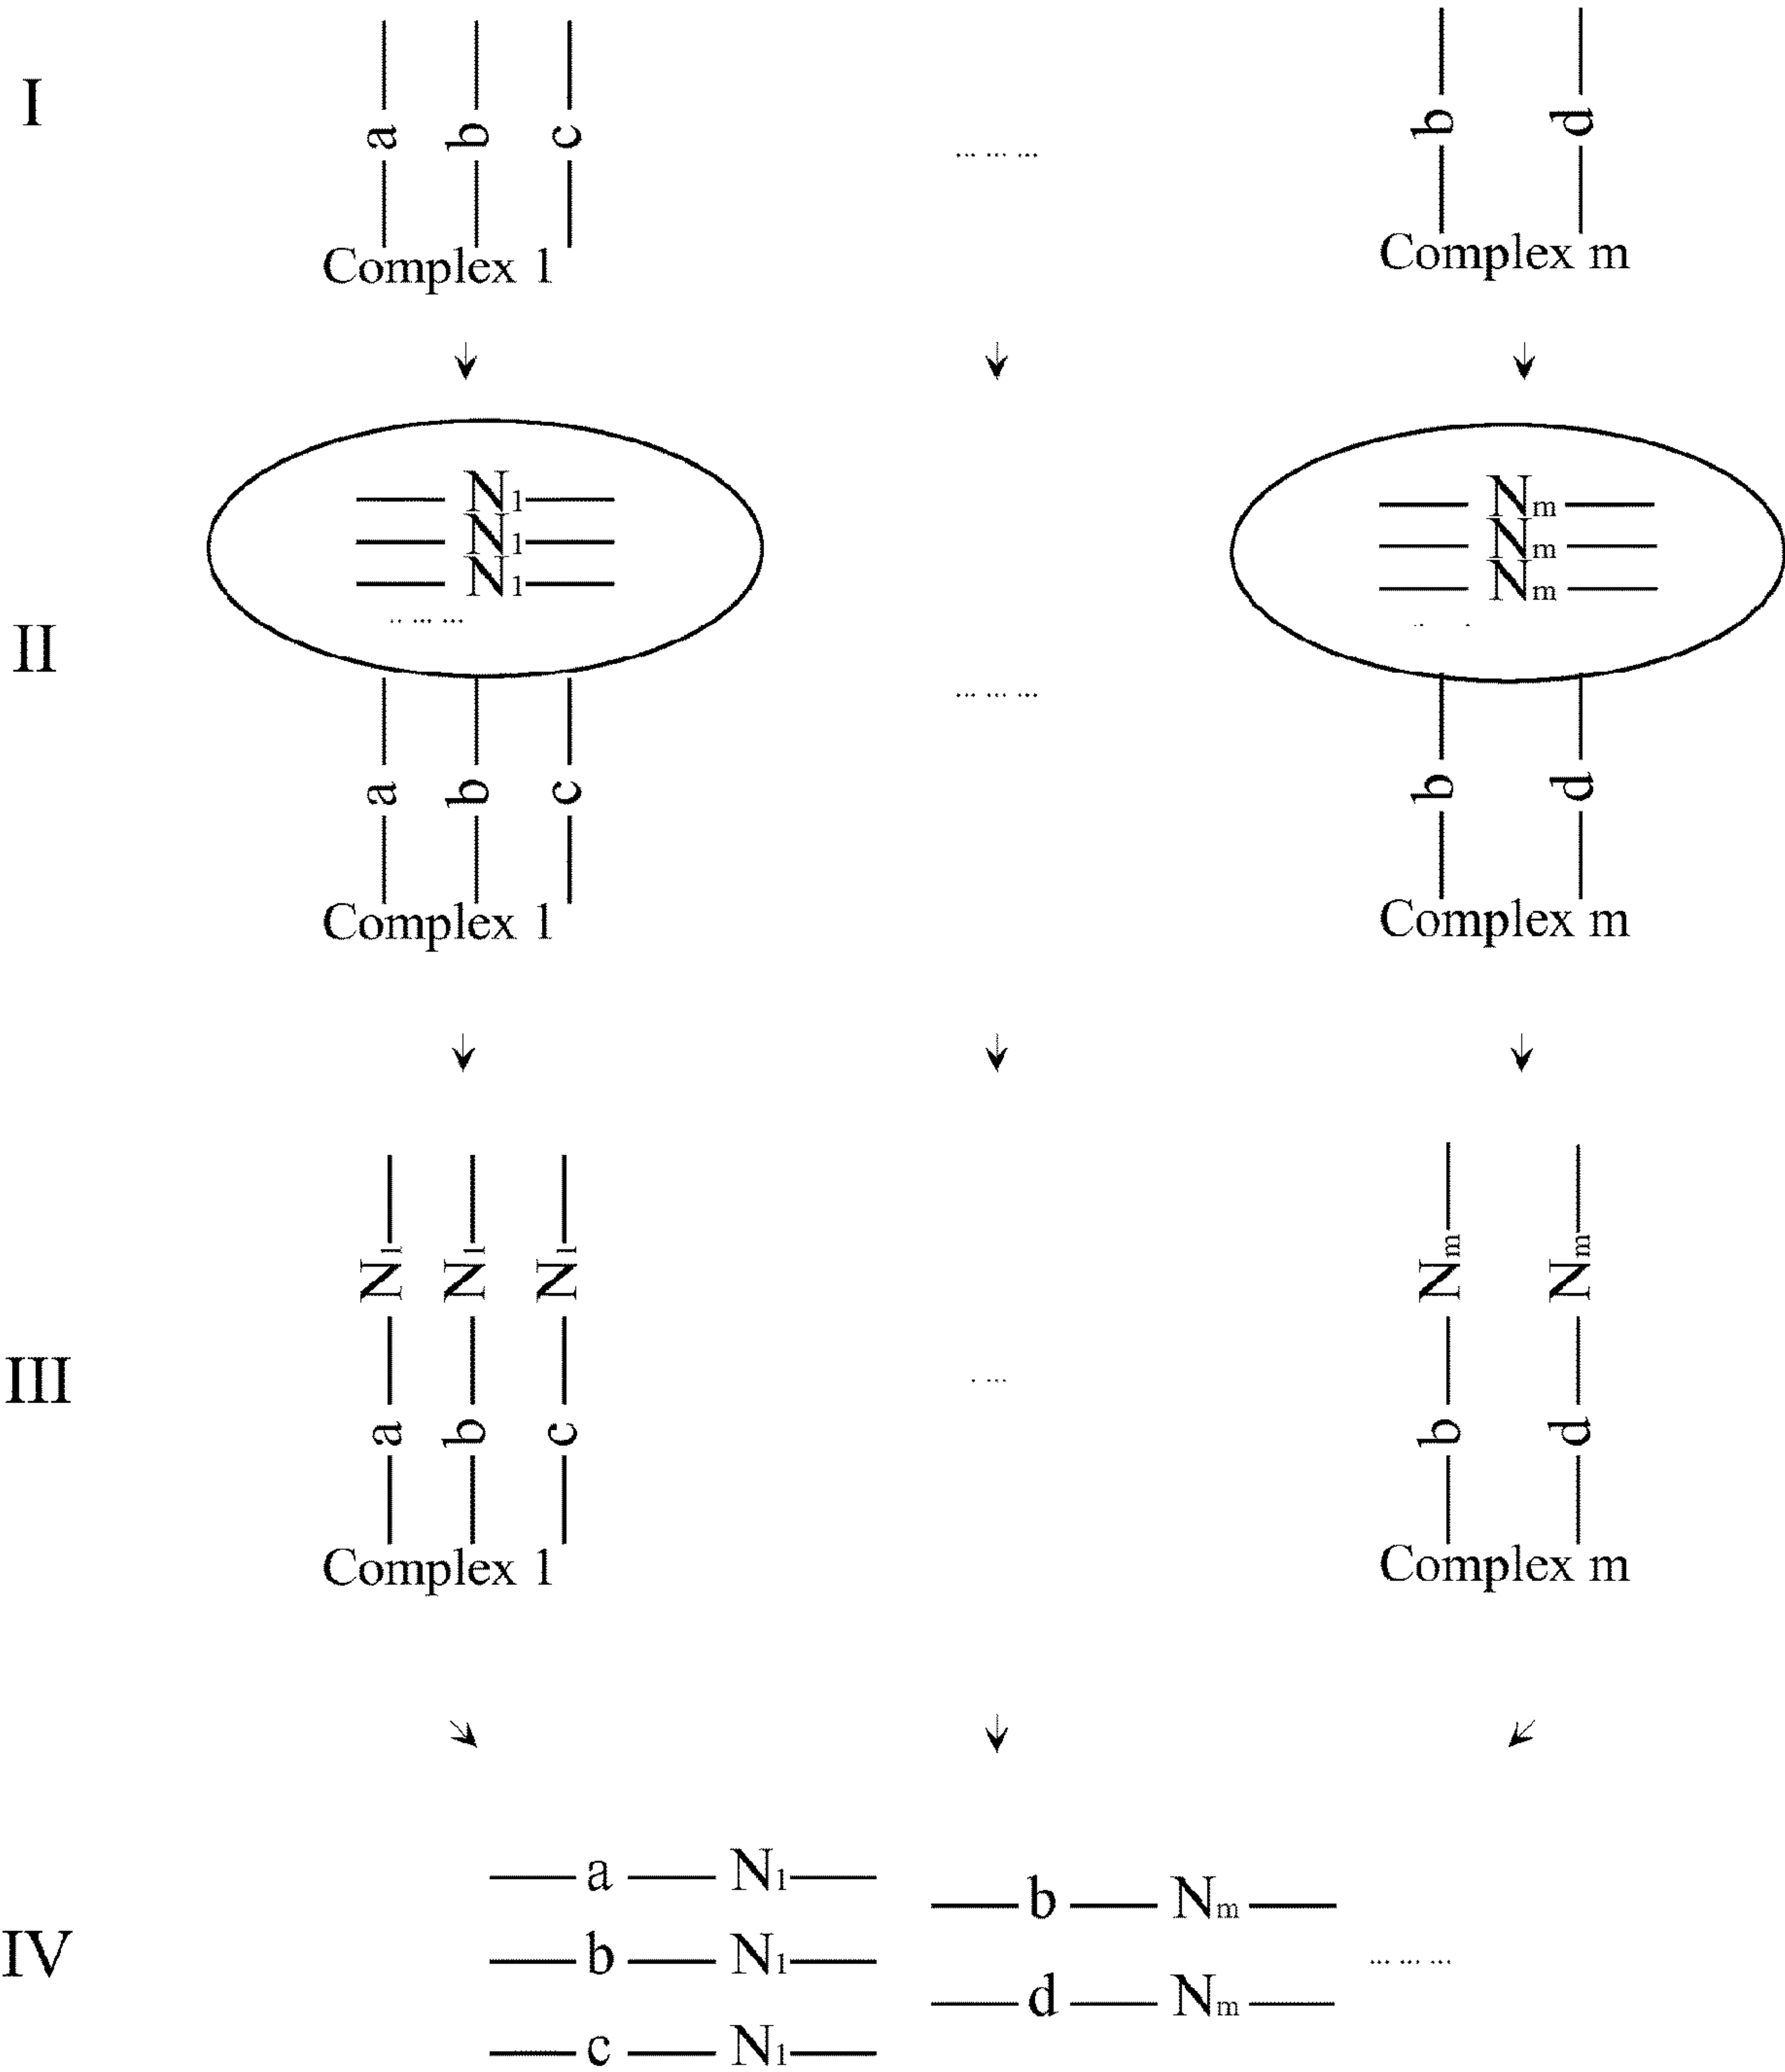 I
a b c
b d
... ... ...
Complex 1
Complex m
N1
N1
N1
.. ... ...
Nm
Nm
Nm
. .
II
... ... ...
a b c
b d
Complex 1
Complex m
N1 N1 N1
Nm Nm
III
. ...
a b c
b d
Complex 1
Complex m
IV
a N1
b N1
c N1
b Nm
d Nm
... ... ...